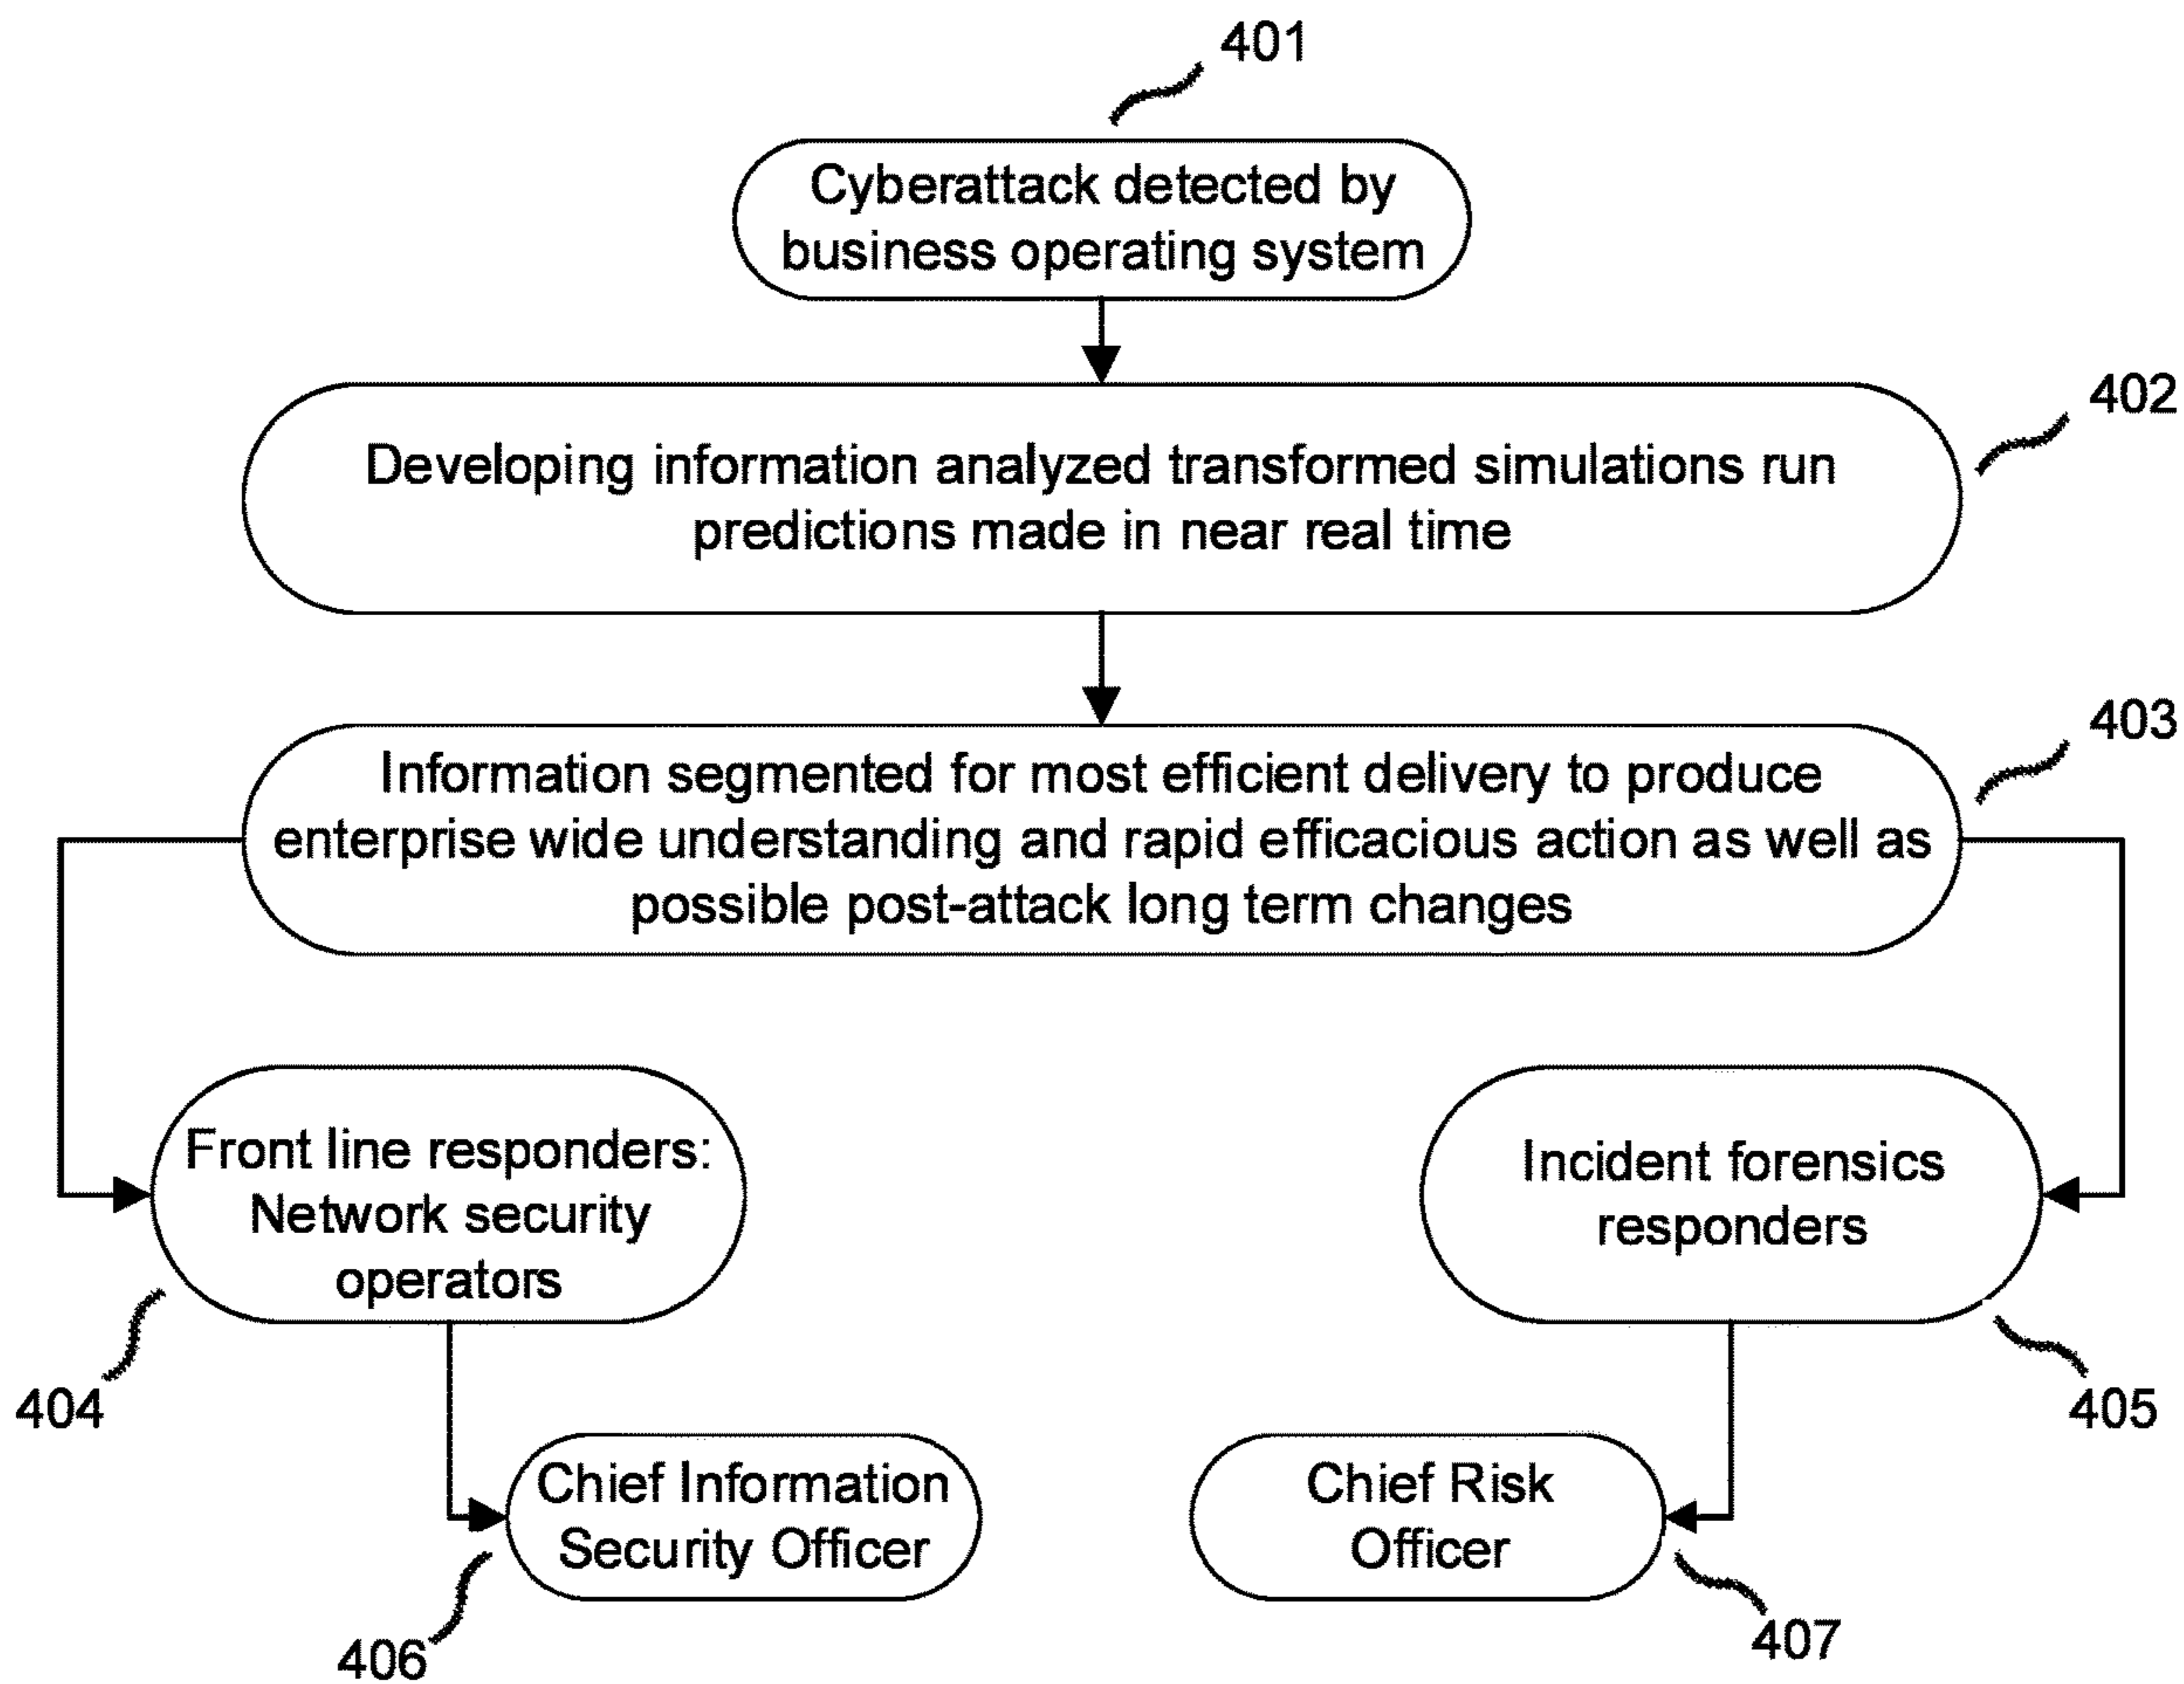 401
Cyberattack detected by
business operating system
402
Developing information analyzed transformed simulations run
predictions made in near real time
403
Information segmented for most efficient delivery to produce
enterprise wide understanding and rapid efficacious action as well as
possible post-attack long term changes
Front line responders:
Network security
operators
404
Incident forensics
responders
405
Chief Information
Security Officer
406
Chief Risk
Officer
407